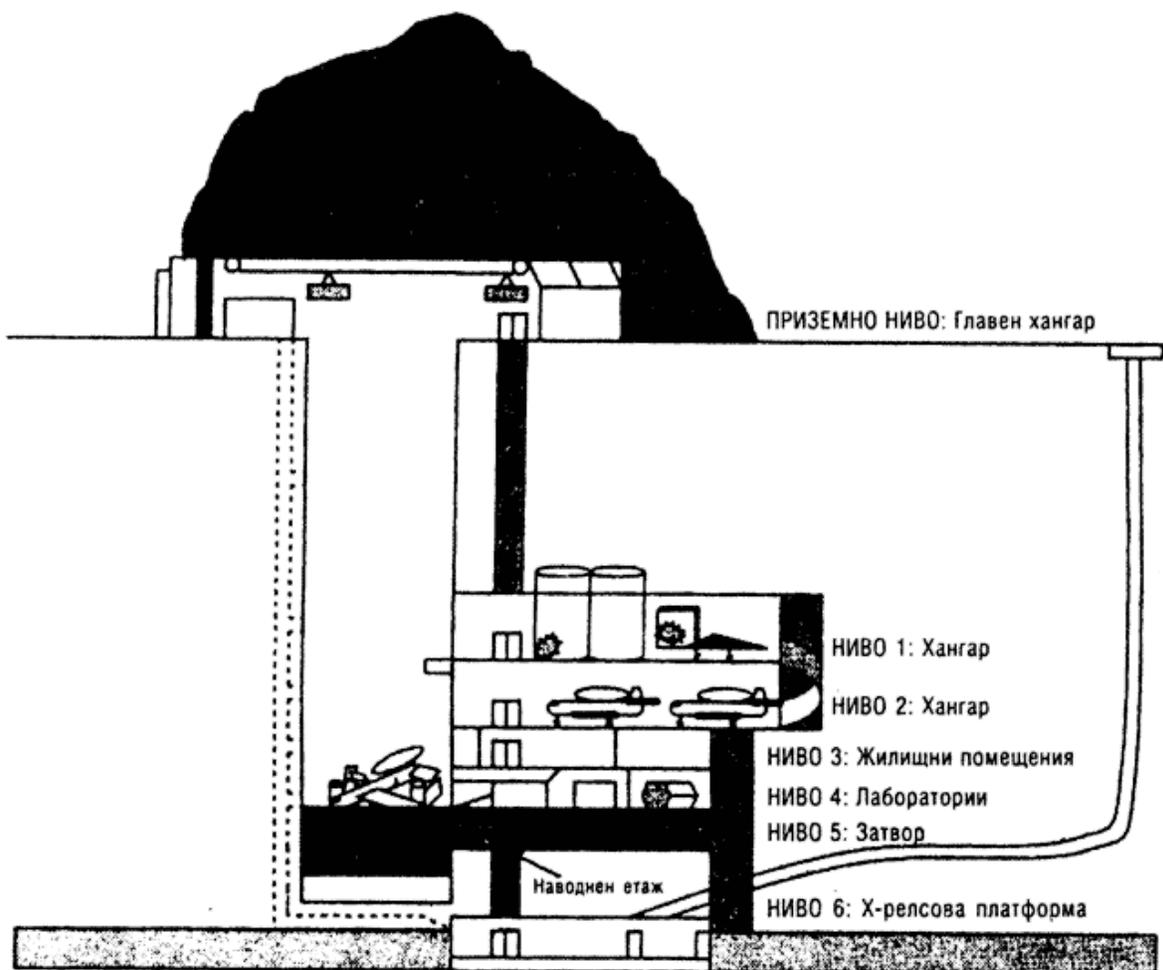 ПРИЗЕМНО НИВО: Главен хангар
НИВО 1: Хангар
НИВО 2: Хангар
НИВО 3: Жилищни помещения
НИВО 4: Лаборатории
НИВО 5: Затвор
Наводнен етаж
НИВО 6: Х-релсова платформа